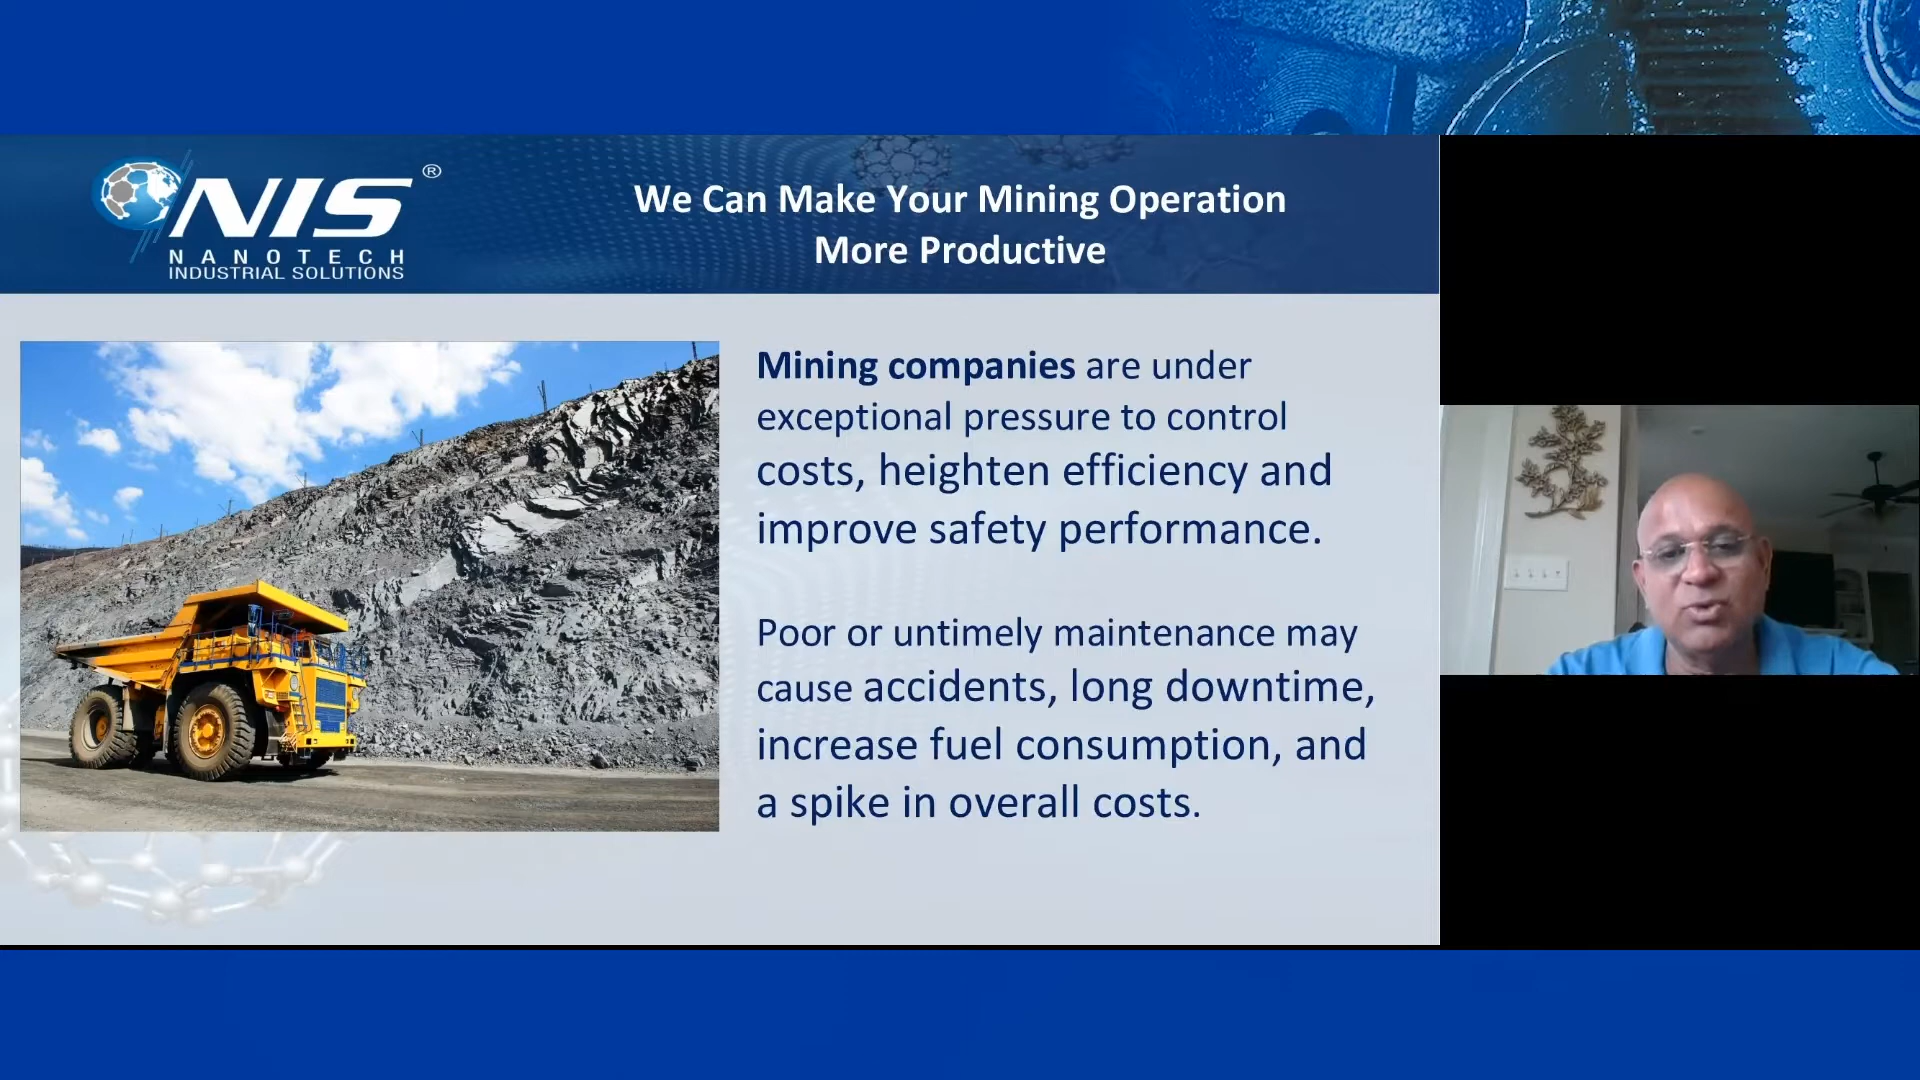 NIS®
NANOTECH
INDUSTRIAL SOLUTIONS
We Can Make Your Mining Operation
More Productive
Mining companies are under
exceptional pressure to control
costs, heighten efficiency and
improve safety performance.
Poor or untimely maintenance may
cause accidents, long downtime,
increase fuel consumption, and
a spike in overall costs.